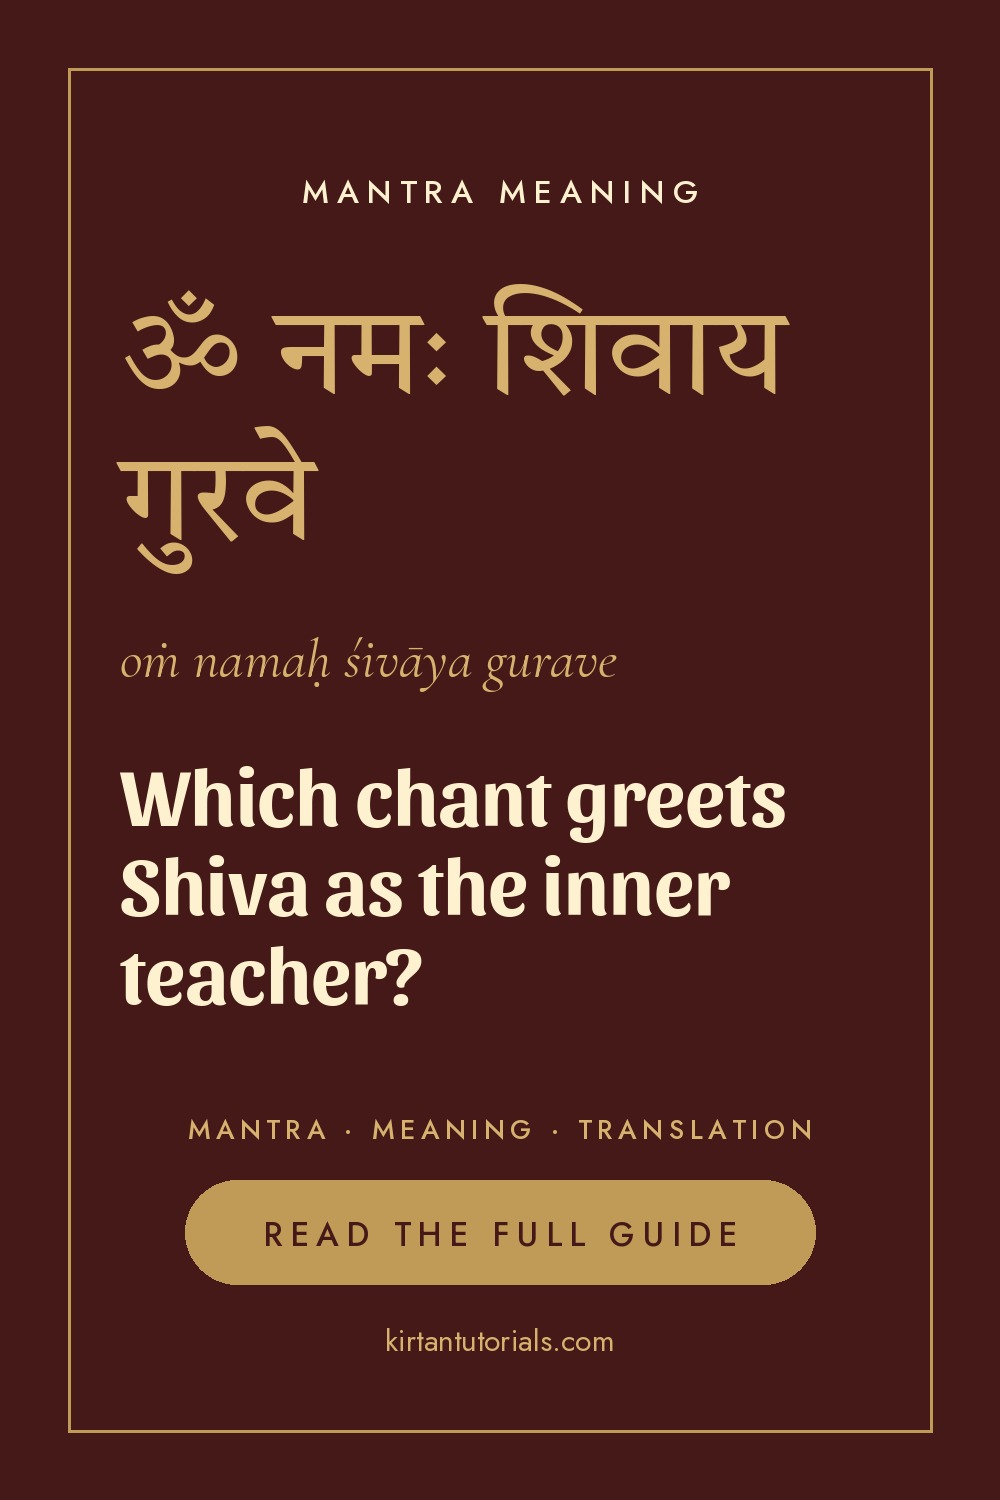 MANTRA MEANING
ॐ नमः शिवाय
गुरवे
oṁ namaḥ śivāya gurave
Which chant greets
Shiva as the inner
teacher?
MANTRA · MEANING · TRANSLATION
READ THE FULL GUIDE
kirtantutorials.com